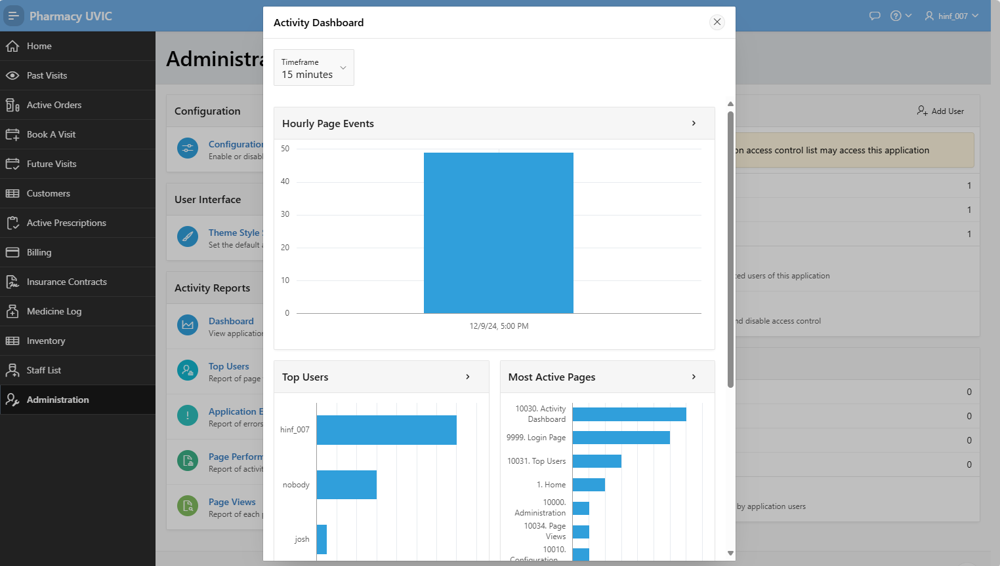 Pharmacy UVIC
hinf_007
Home
Past Visits
Active Orders
Book A Visit
Future Visits
Customers
Active Prescriptions
Billing
Insurance Contracts
Medicine Log
Inventory
Staff List
Administration
Administra
Configuration
Configuration
Enable or disabl
User Interface
Theme Style S
Set the default a
Activity Reports
Dashboard
View application
Top Users
Report of page
Application E
Report of errors
Page Perform
Report of activit
Page Views
Report of each p
Activity Dashboard
Timeframe
15 minutes
Hourly Page Events
50
40
30
20
10
0
12/9/24, 5:00 PM
Top Users
hinf_007
nobody
josh
Most Active Pages
10030. Activity
Dashboard
9999. Login Page
10031. Top Users
1. Home
10000.
Administration
10034. Page
Views
10010.
Configuration
Add User
on access control list may access this application
1
1
1
ted users of this application
nd disable access control
0
0
0
0
by application users